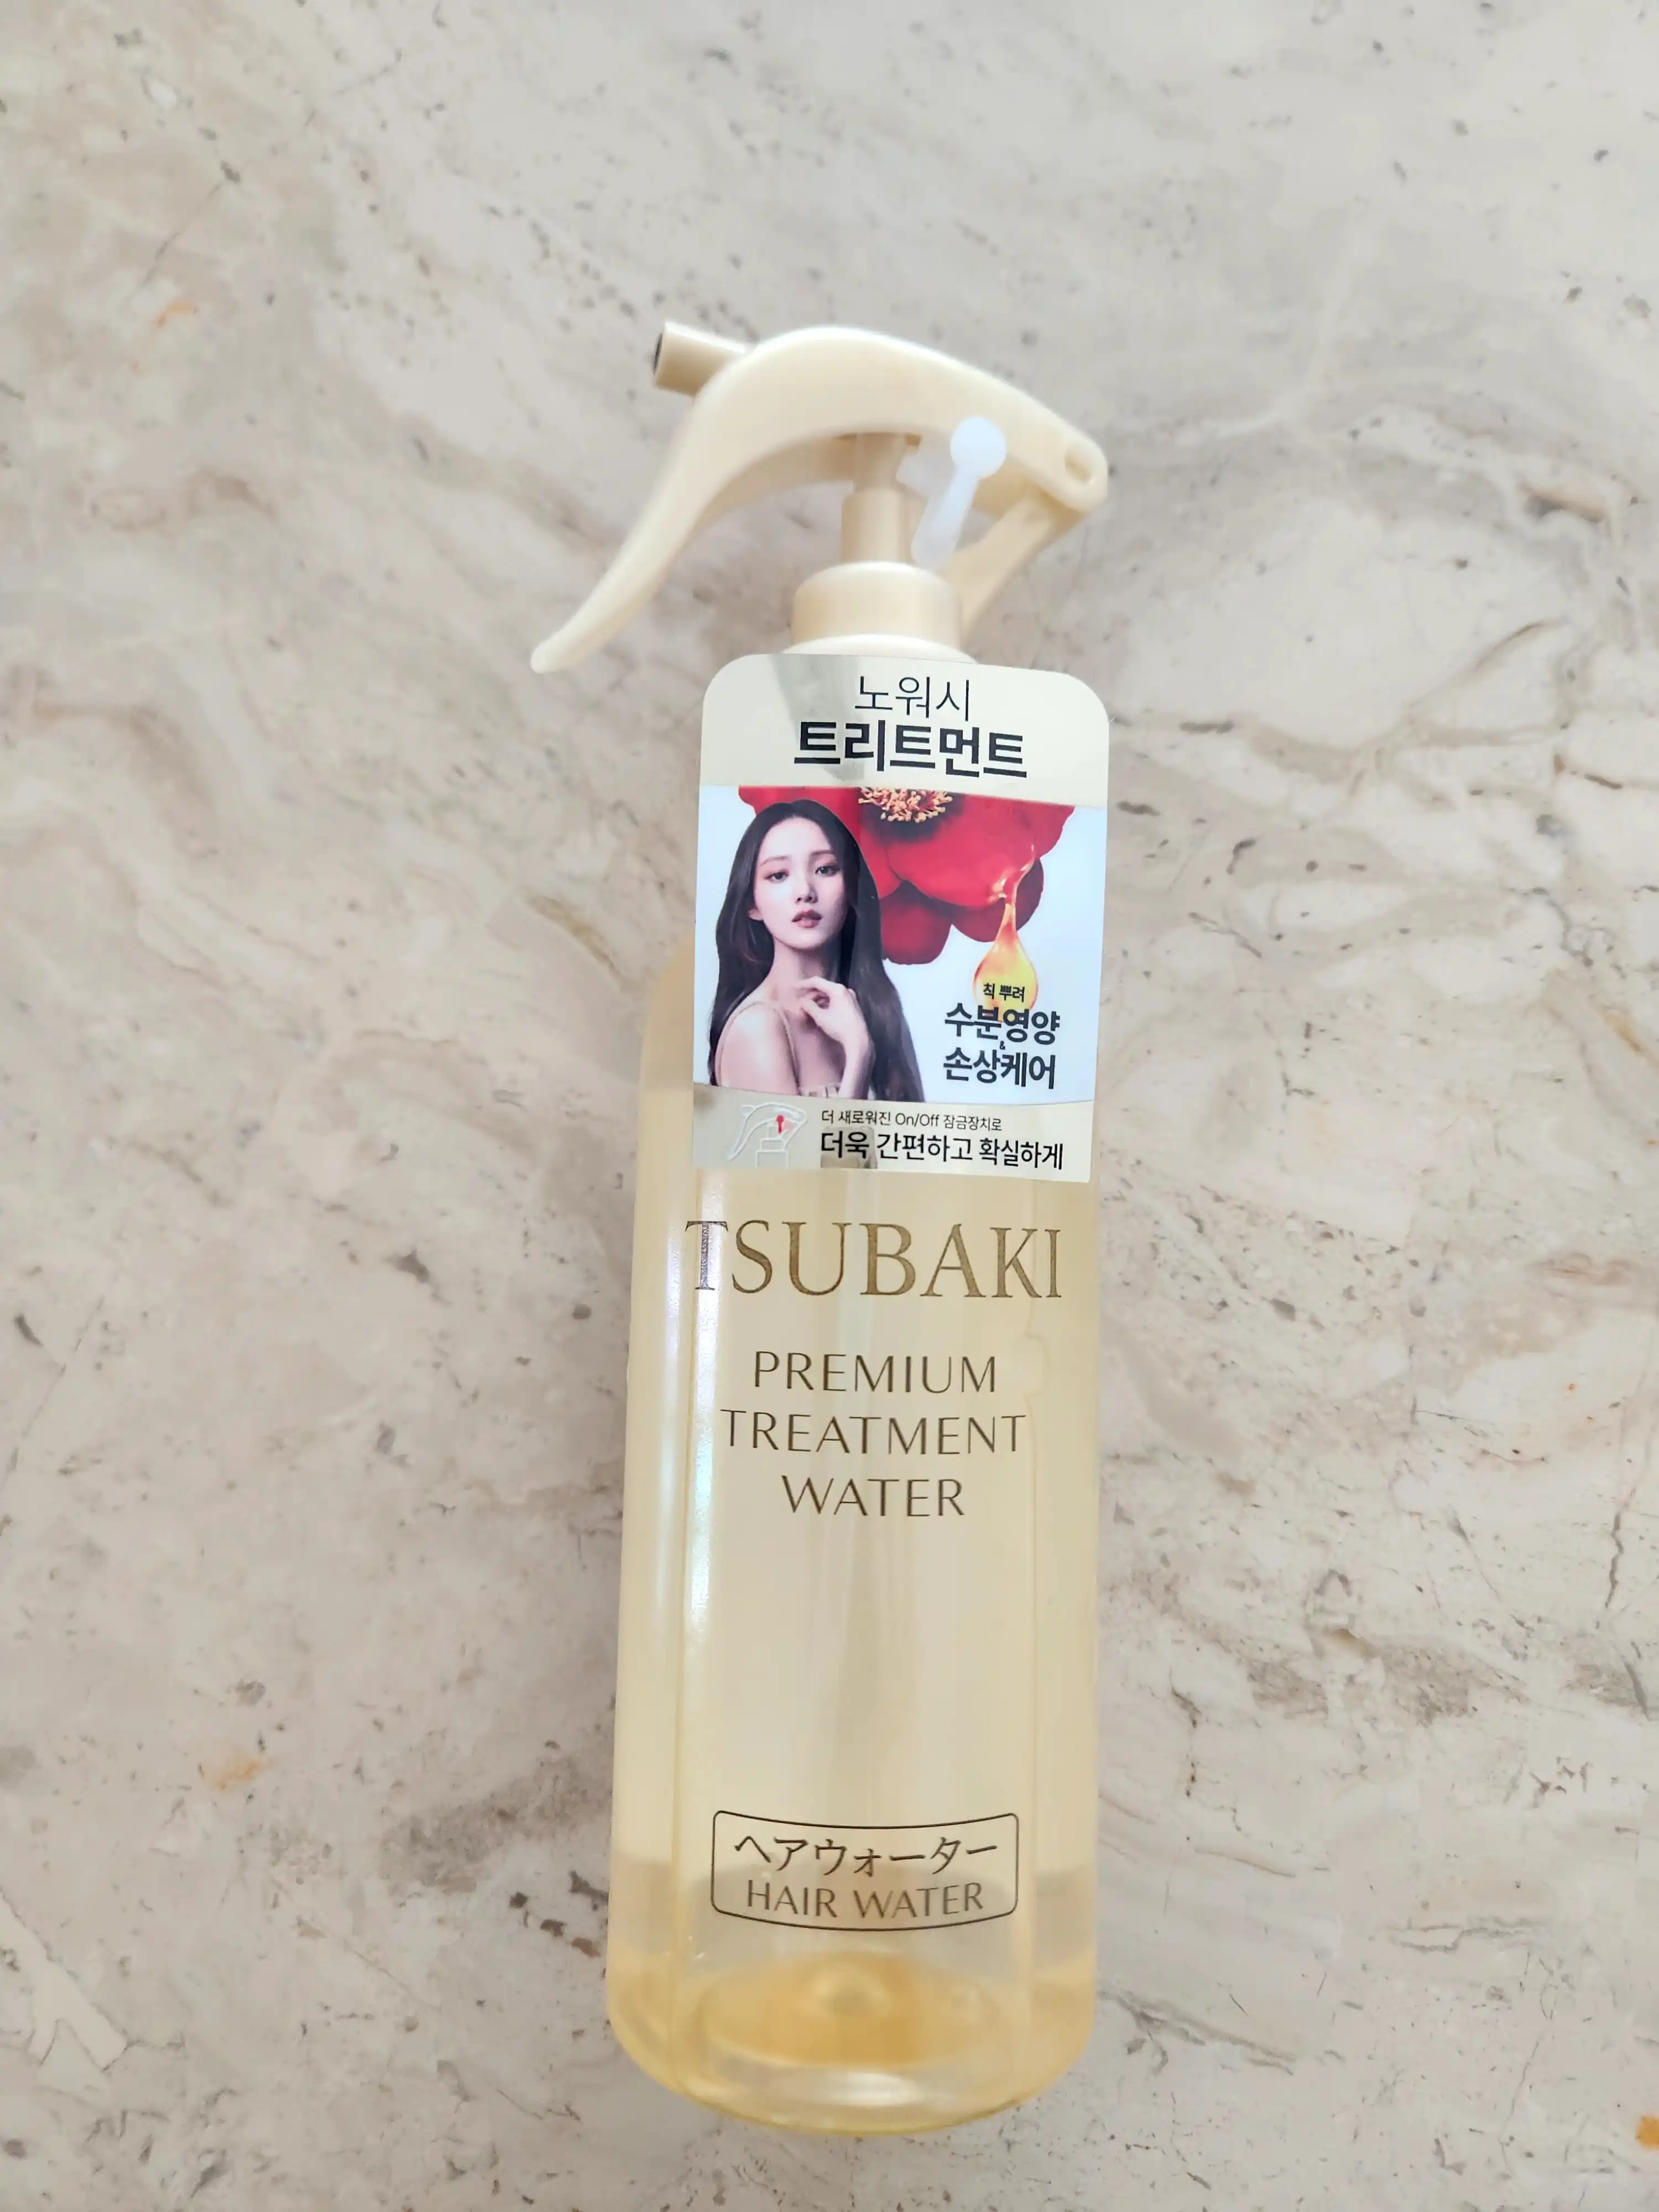 노워시
트리트먼트
칙 뿌려
수분영양
&
손상케어
더 새로워진 On/Off 잠금장치로
더욱 간편하고 확실하게
TSUBAKI
PREMIUM
TREATMENT
WATER
ヘアウォーター
HAIR WATER